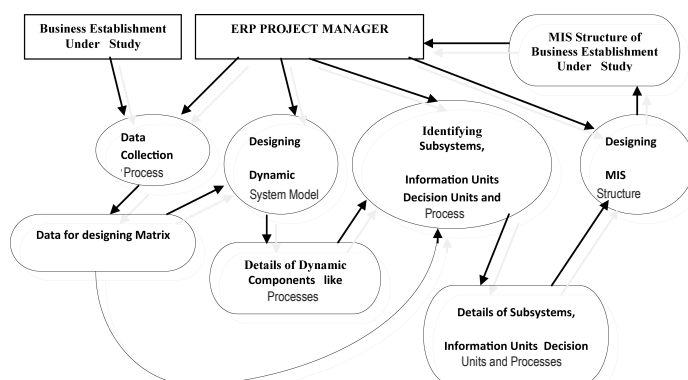 Business Establishment
Under Study
ERP PROJECT MANAGER
MIS Structure of
Business Establishment
Under Study
Data
Collection
Process
Designing
Dynamic
System Model
Identifying
Subsystems,
Information Units
Decision Units and
Process
Designing
MIS
Structure
Data for designing Matrix
Details of Dynamic
Components like
Processes
Details of Subsystems,
Information Units Decision
Units and Processes